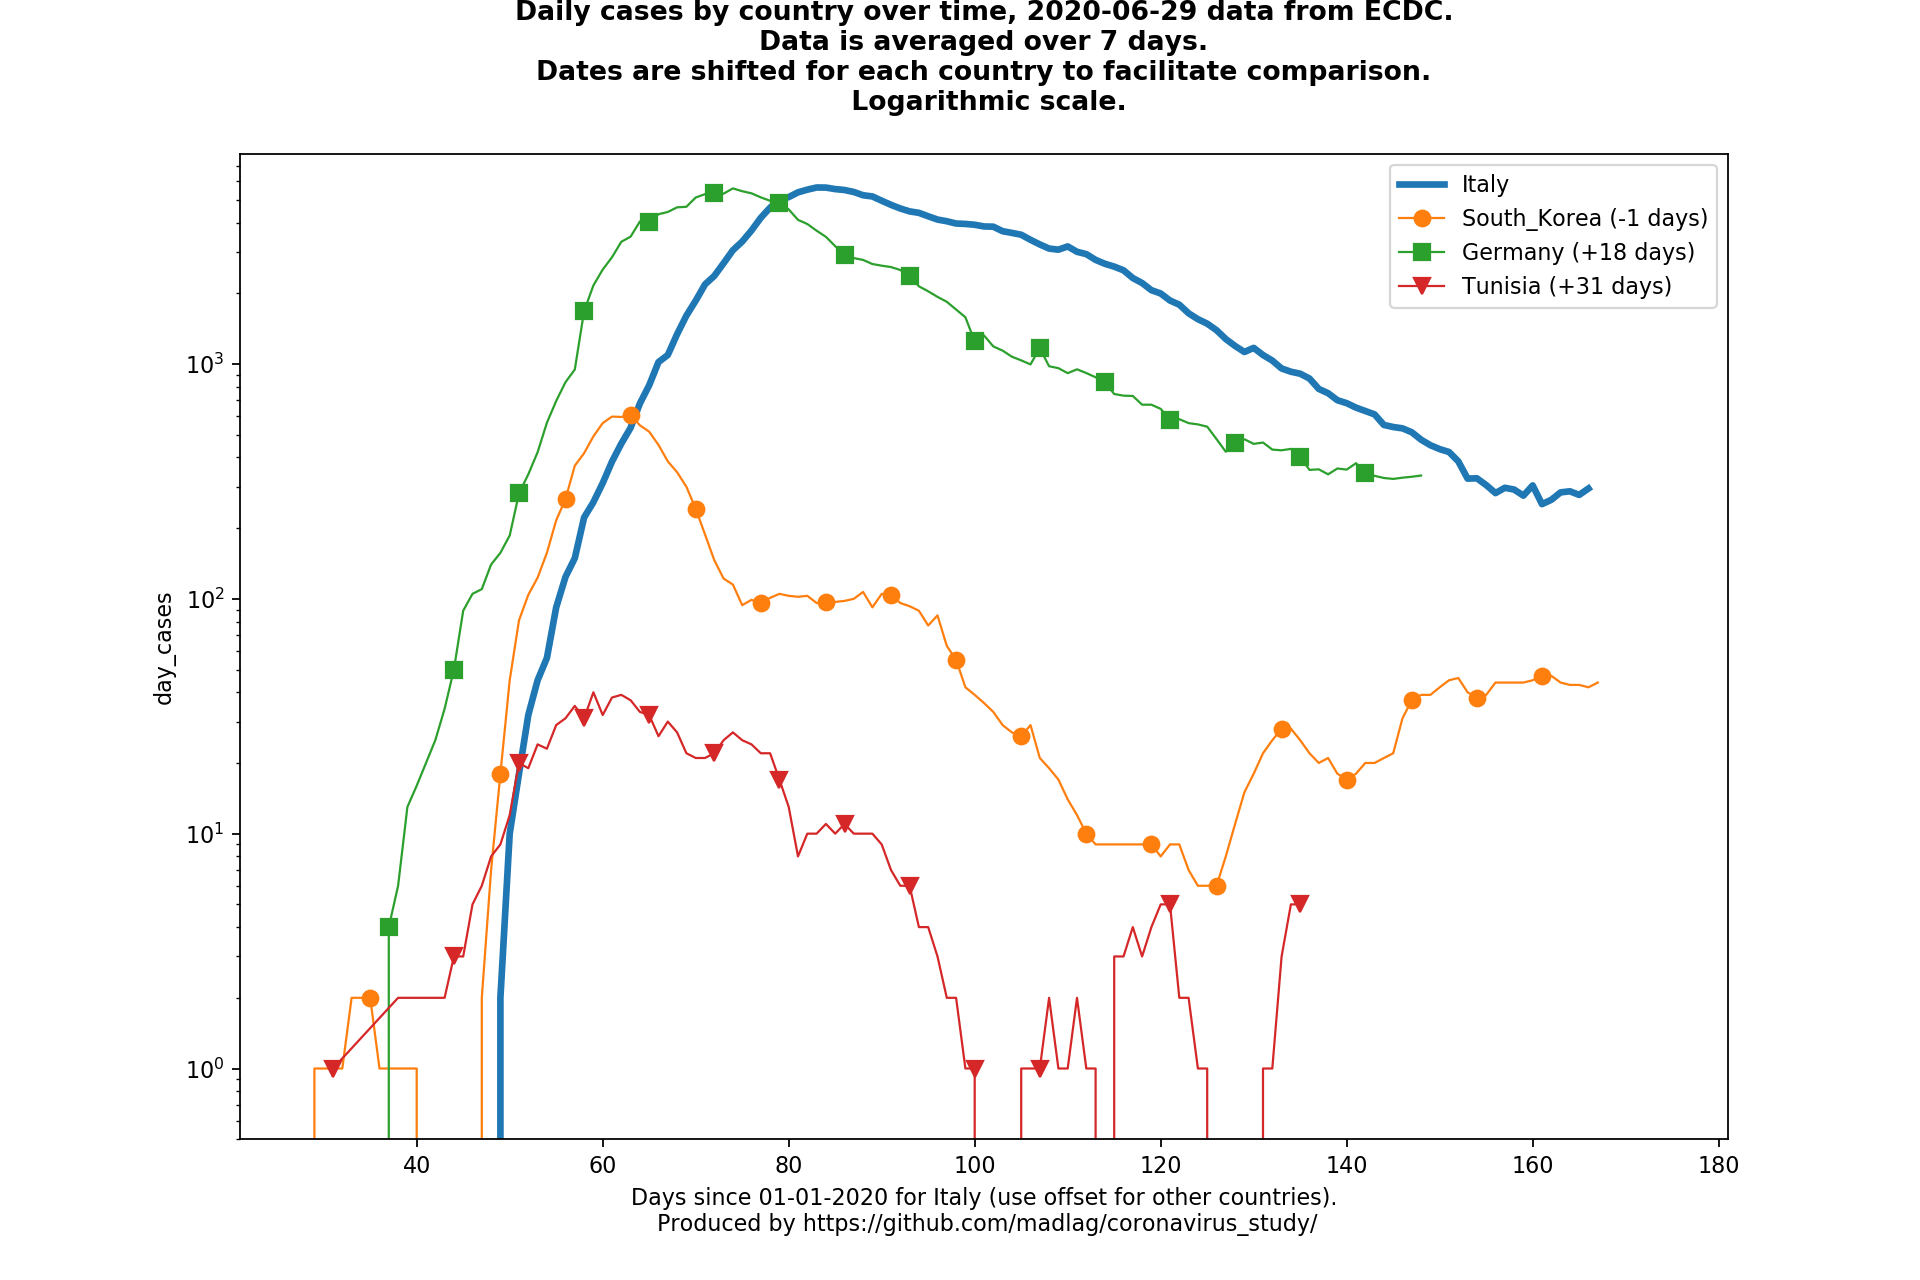 Daily cases by country over time, 2020-06-29 data from ECDC.
Data is averaged over 7 days.
Dates are shifted for each country to facilitate comparison.
Logarithmic scale.
Italy
South_Korea (-1 days)
Germany (+18 days)
Tunisia (+31 days)
day_cases
10³
10²
10¹
10⁰
40 60 80 100 120 140 160 180
Days since 01-01-2020 for Italy (use offset for other countries).
Produced by https://github.com/madlag/coronavirus_study/